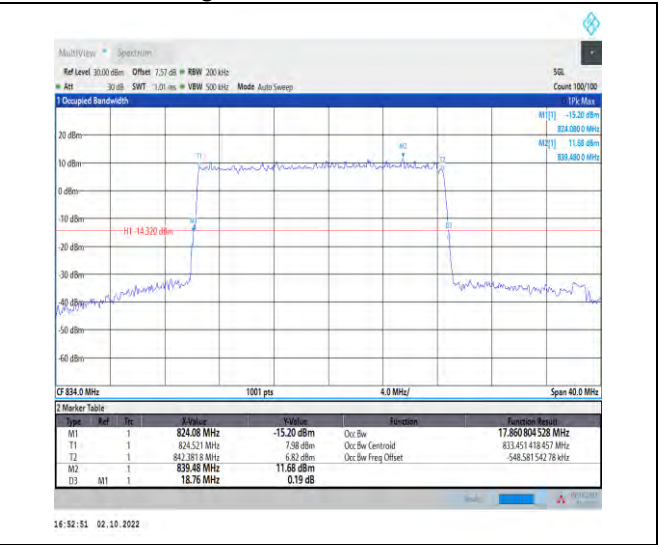 MultiView Spectrum
Ref Level 30.00 dBm Offset 7.57 dB RBW 200 kHz SGL
Att 30 dB SWT 1.01 ms VBW 500 kHz Mode Auto Sweep Count 100/100
1 Occupied Bandwidth 1Pk Max
M1[1] -15.20 dBm
824.080 0 MHz
M2[1] 11.68 dBm
839.480 0 MHz
20 dBm
T1 M2 T2
10 dBm
0 dBm
-10 dBm
M1 D3
H1 -14.320 dBm
-20 dBm
-30 dBm
-40 dBm
-50 dBm
-60 dBm
CF 834.0 MHz 1001 pts 4.0 MHz/ Span 40.0 MHz
2 Marker Table
Type Ref Trc X-Value Y-Value Function Function Result
M1 1 824.08 MHz -15.20 dBm Occ Bw 17.860 804 528 MHz
T1 1 824.521 MHz 7.98 dBm Occ Bw Centroid 833.451 418 457 MHz
T2 1 842.3818 MHz 6.82 dBm Occ Bw Freq Offset -548.581 542 78 kHz
M2 1 839.48 MHz 11.68 dBm
D3 M1 1 18.76 MHz 0.19 dB
16:52:51 02.10.2022